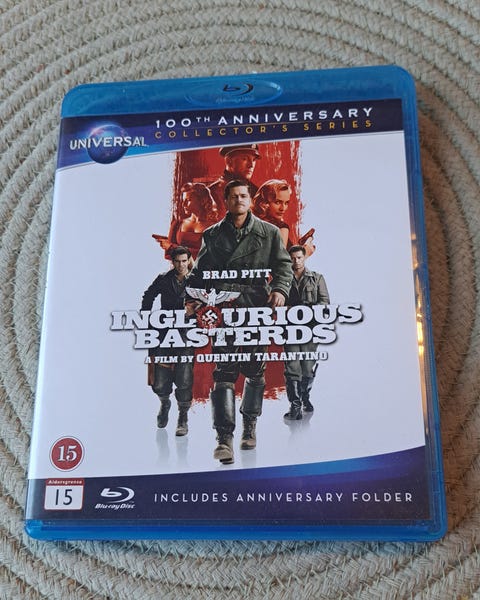 100TH ANNIVERSARY
COLLECTOR'S SERIES
UNIVERSAL
BRAD PITT
INGLOURIOUS
BASTERDS
A FILM BY QUENTIN TARANTINO
15
Aldersgrense
15
Blu-ray Disc
INCLUDES ANNIVERSARY FOLDER